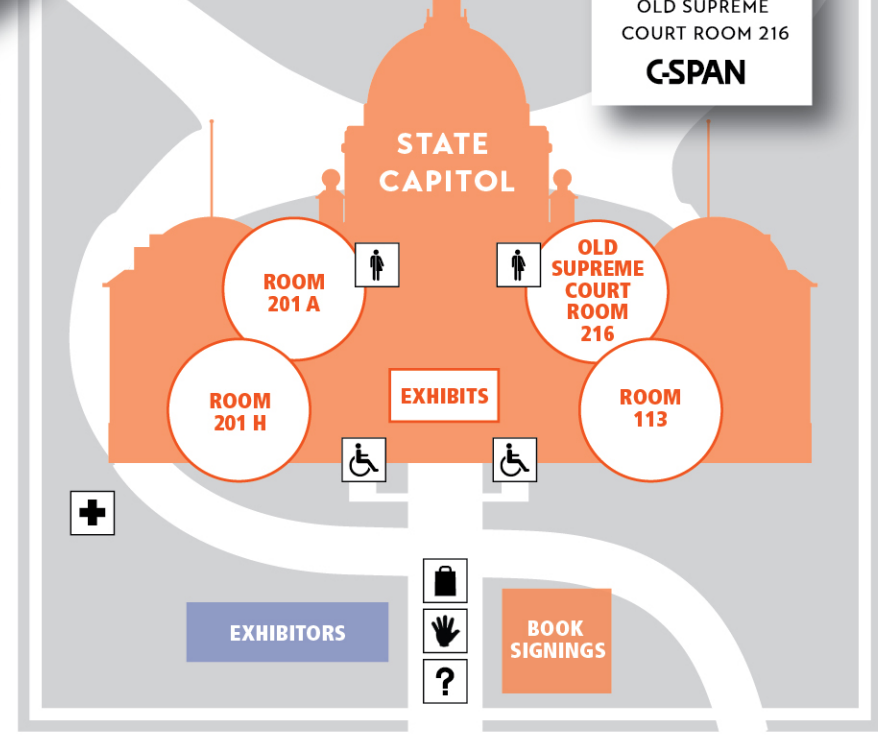 OLD SUPREME
COURT ROOM 216
C-SPAN
STATE
CAPITOL
ROOM
201 A
OLD
SUPREME
COURT
ROOM
216
ROOM
201 H
EXHIBITS
ROOM
113
EXHIBITORS
BOOK
SIGNINGS
?